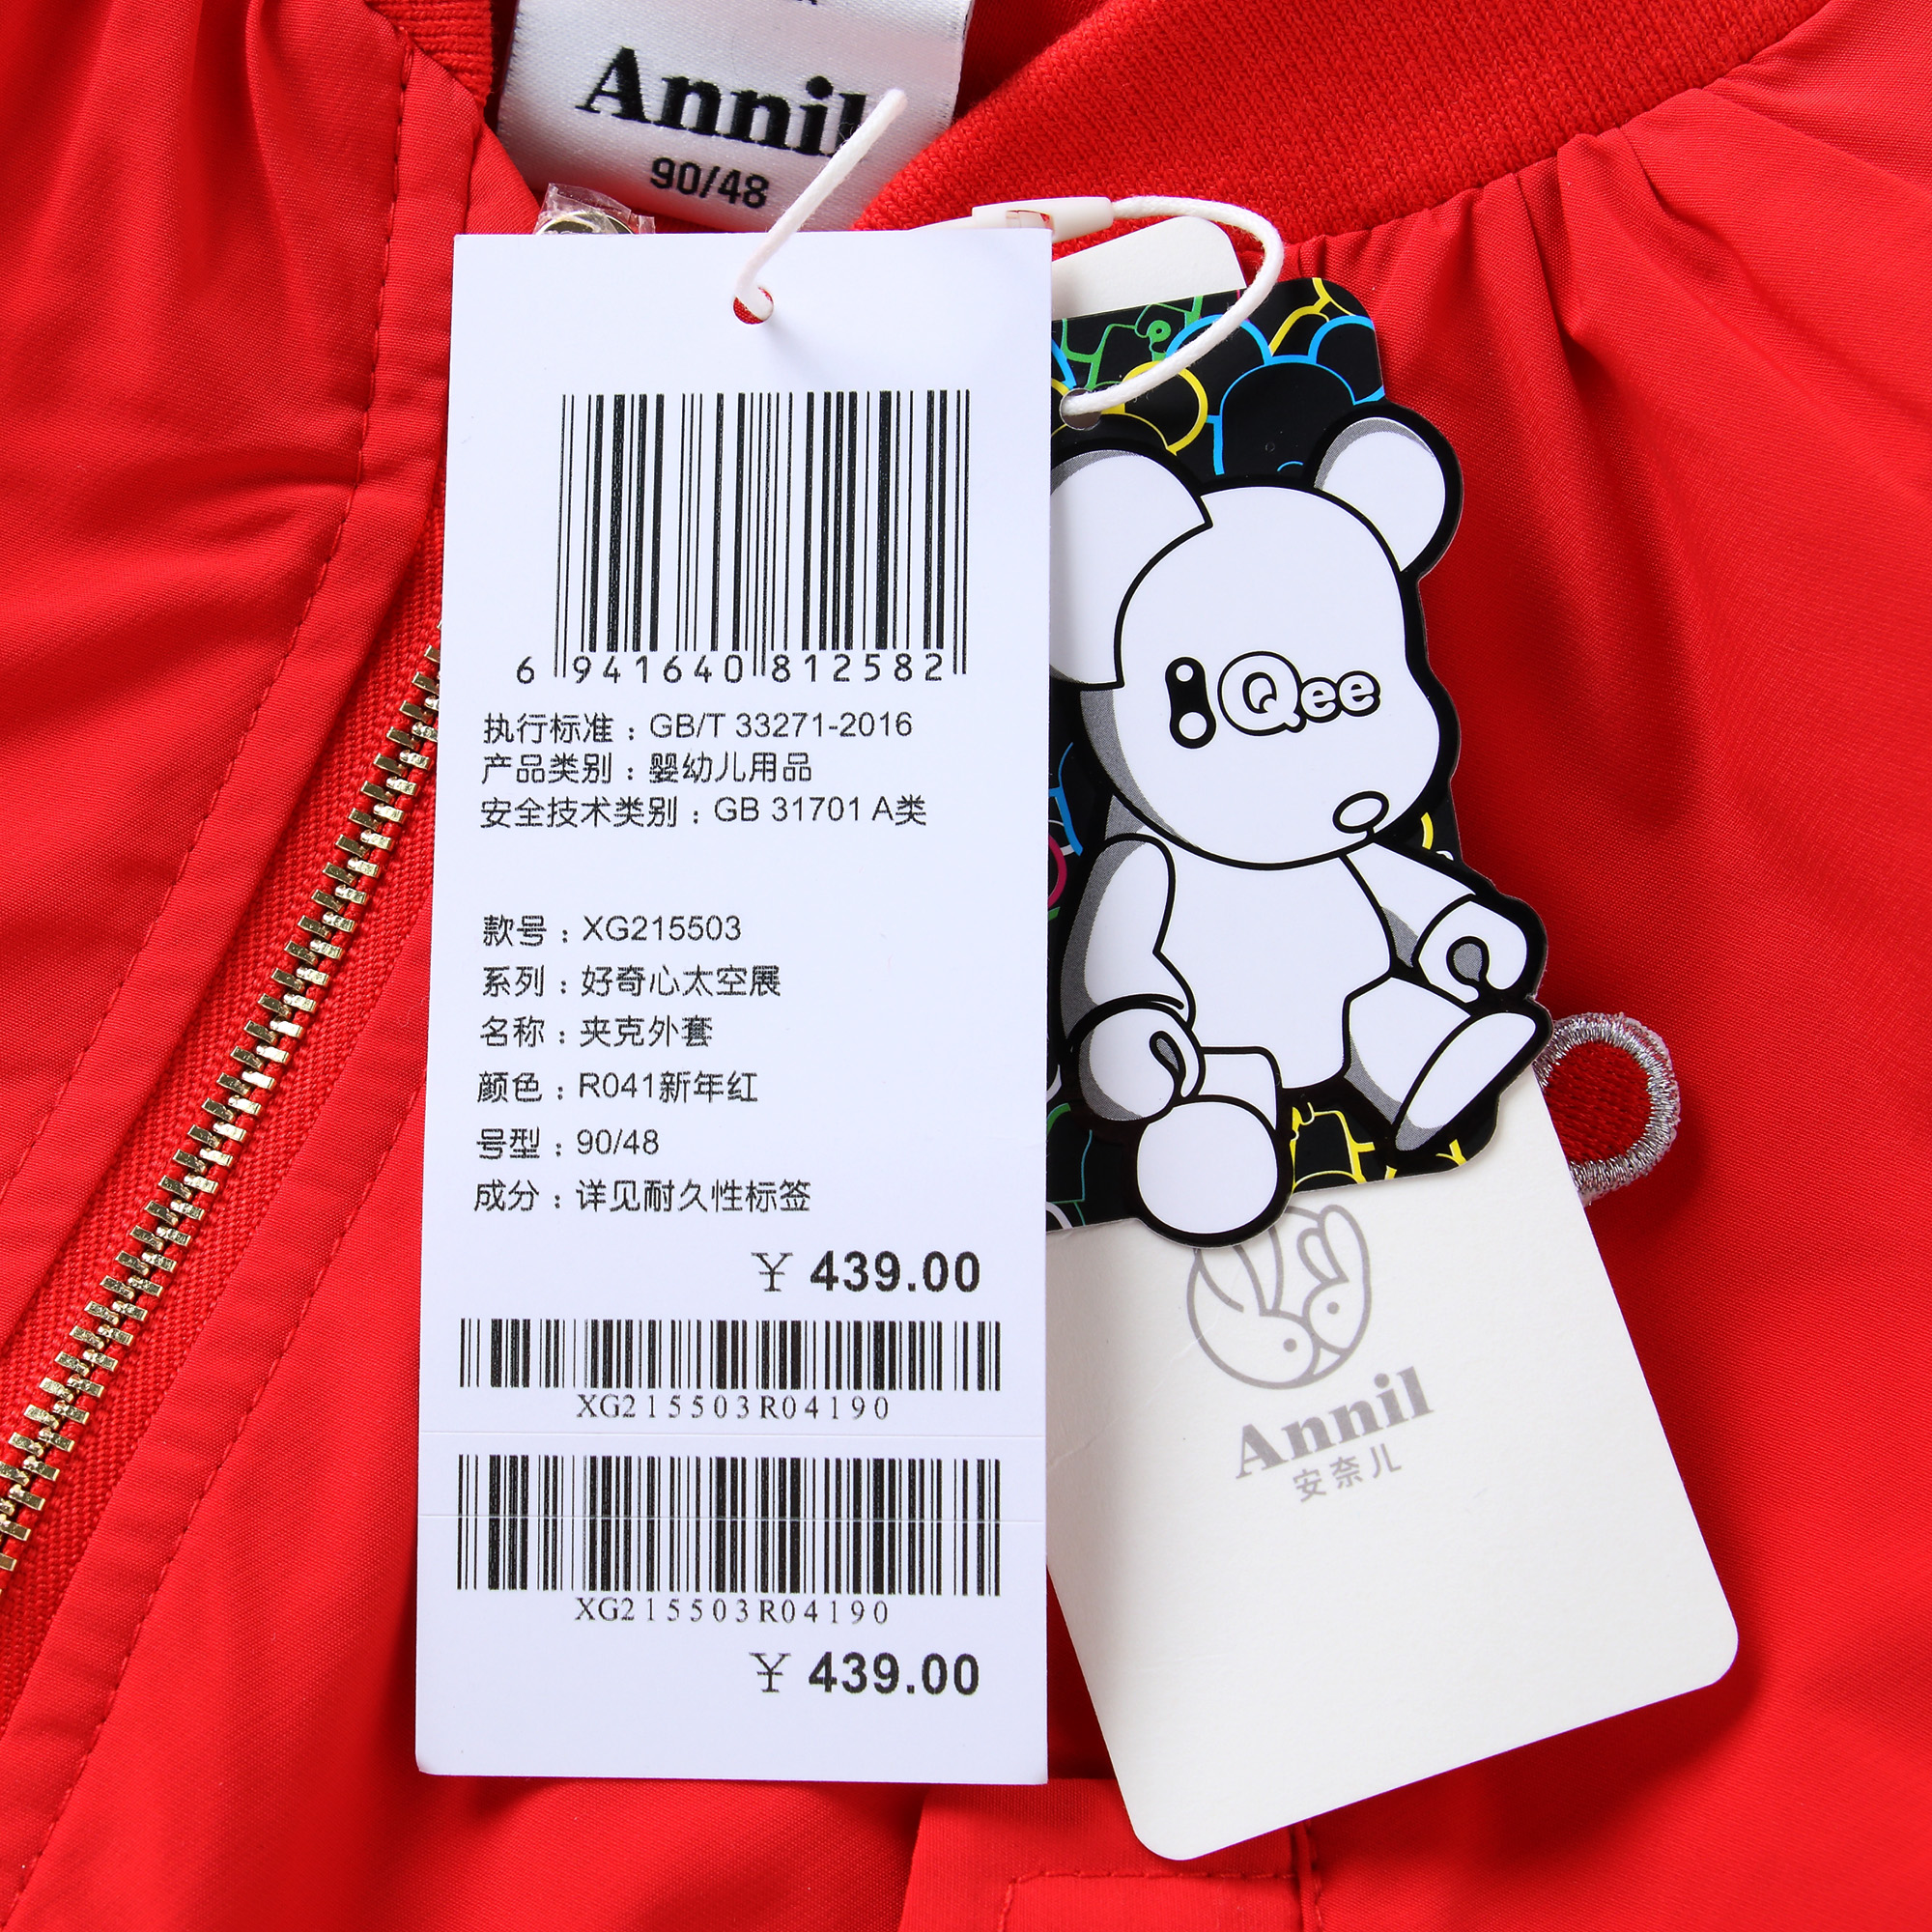 Annil
90/48
6 941640 812582
执行标准：GB/T 33271-2016
产品类别：婴幼儿用品
安全技术类别：GB 31701 A类
款号：XG215503
系列：好奇心太空展
名称：夹克外套
颜色：R041新年红
号型：90/48
成分：详见耐久性标签
¥ 439.00
XG215503R04190
XG215503R04190
¥ 439.00
Qee
Annil
安奈儿